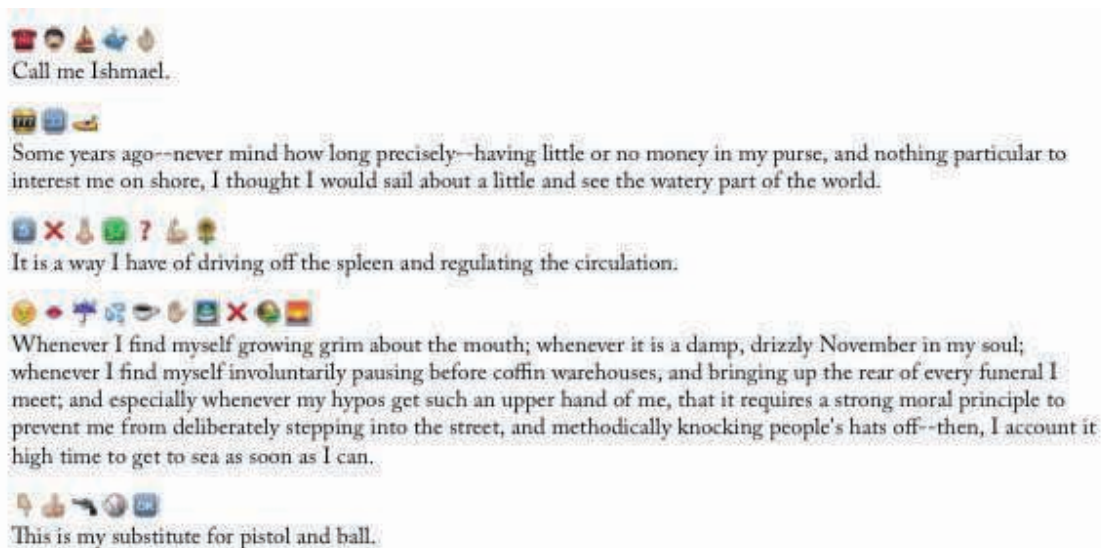 Call me Ishmael.
Some years ago--never mind how long precisely--having little or no money in my purse, and nothing particular to
interest me on shore, I thought I would sail about a little and see the watery part of the world.
It is a way I have of driving off the spleen and regulating the circulation.
Whenever I find myself growing grim about the mouth; whenever it is a damp, drizzly November in my soul;
whenever I find myself involuntarily pausing before coffin warehouses, and bringing up the rear of every funeral I
meet; and especially whenever my hypos get such an upper hand of me, that it requires a strong moral principle to
prevent me from deliberately stepping into the street, and methodically knocking people's hats off--then, I account it
high time to get to sea as soon as I can.
This is my substitute for pistol and ball.